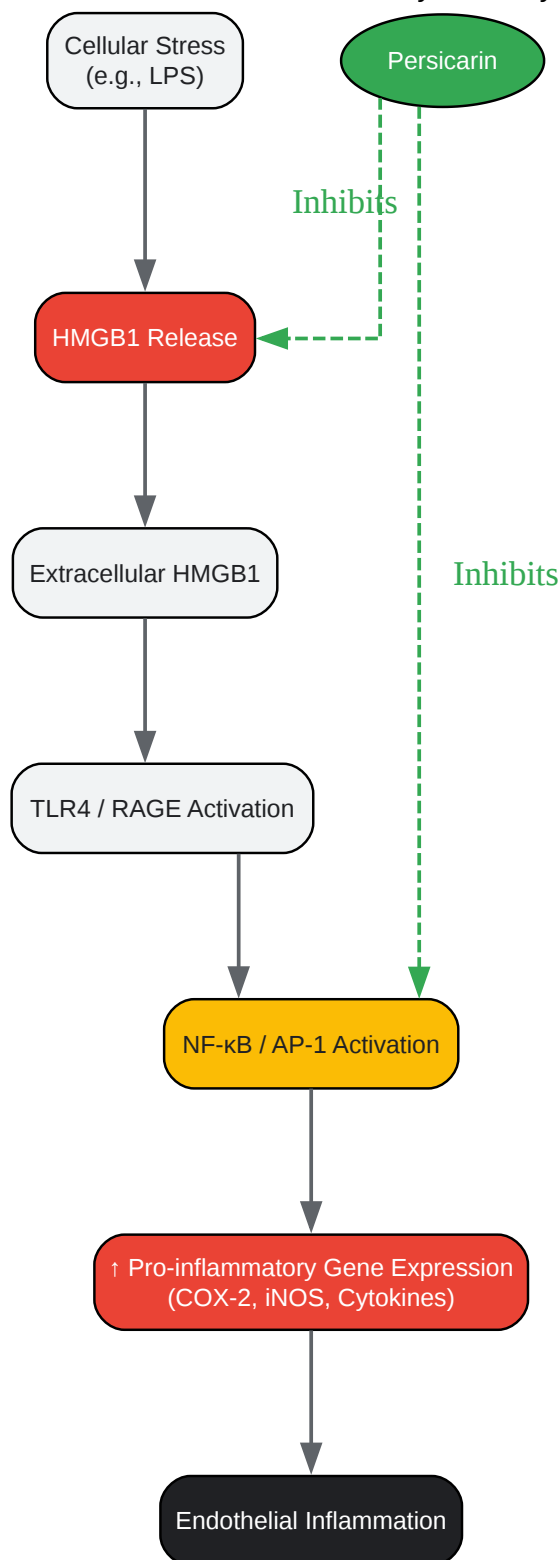 Cellular Stress
(e.g., LPS)
Persicarin
Inhibits
HMGB1 Release
Extracellular HMGB1
Inhibits
TLR4 / RAGE Activation
NF-κB / AP-1 Activation
↑ Pro-inflammatory Gene Expression
(COX-2, iNOS, Cytokines)
Endothelial Inflammation